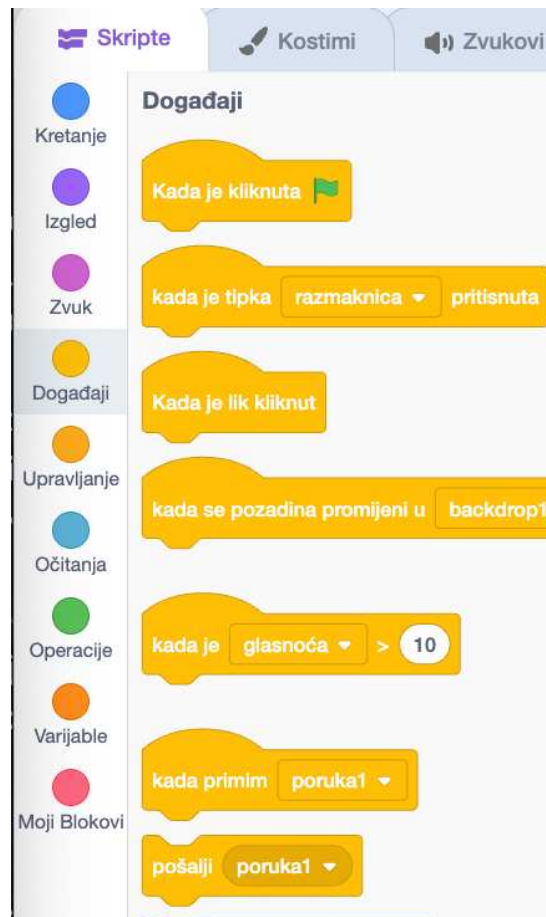 Skripte Kostimi Zvukovi
Kretanje
Izgled
Zvuk
Događaji
Upravljanje
Očitanja
Operacije
Varijable
Moji Blokovi
Događaji
Kada je kliknuta
kada je tipka razmaknica pritisnuta
Kada je lik kliknut
kada se pozadina promijeni u backdrop1
kada je glasnoća > 10
kada primim poruka1
pošalji poruka1